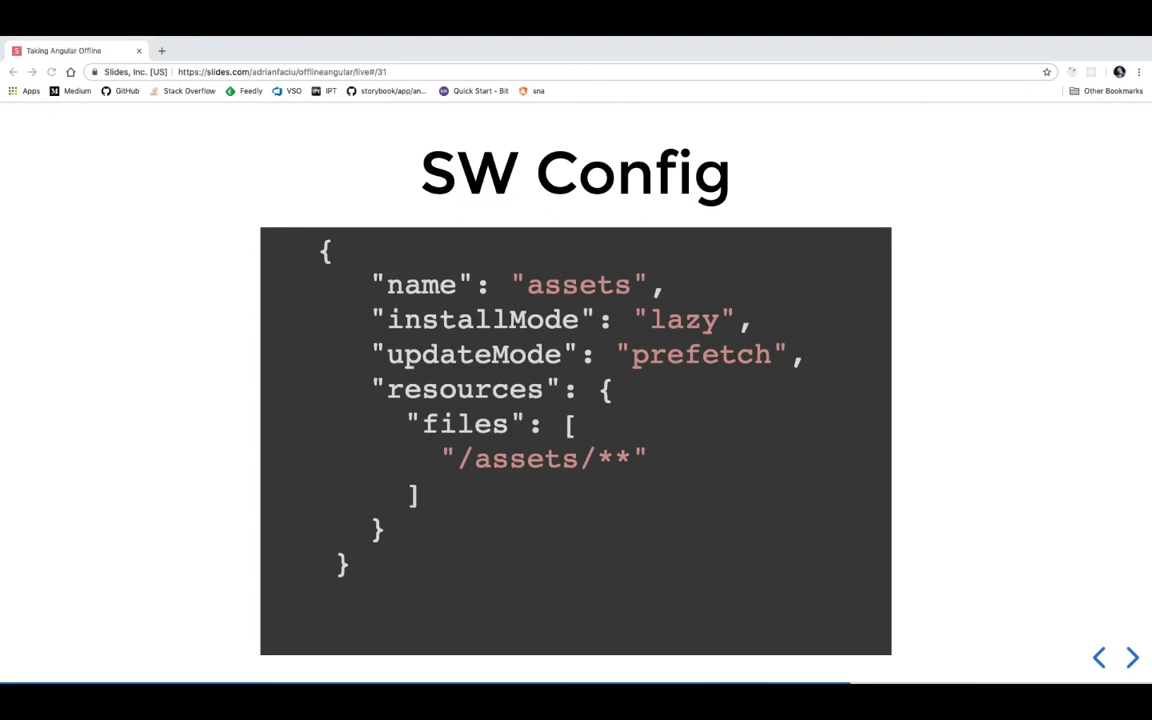 Taking Angular Offline
Slides, Inc. [US] https://slides.com/adrianfaciu/offlineangular/live#/31
Apps Medium GitHub Stack Overflow Feedly VSO IPT storybook/app/an... Quick Start - Bit sna Other Bookmarks
SW Config
{
"name": "assets",
"installMode": "lazy",
"updateMode": "prefetch",
"resources": {
"files": [
"/assets/**"
]
}
}